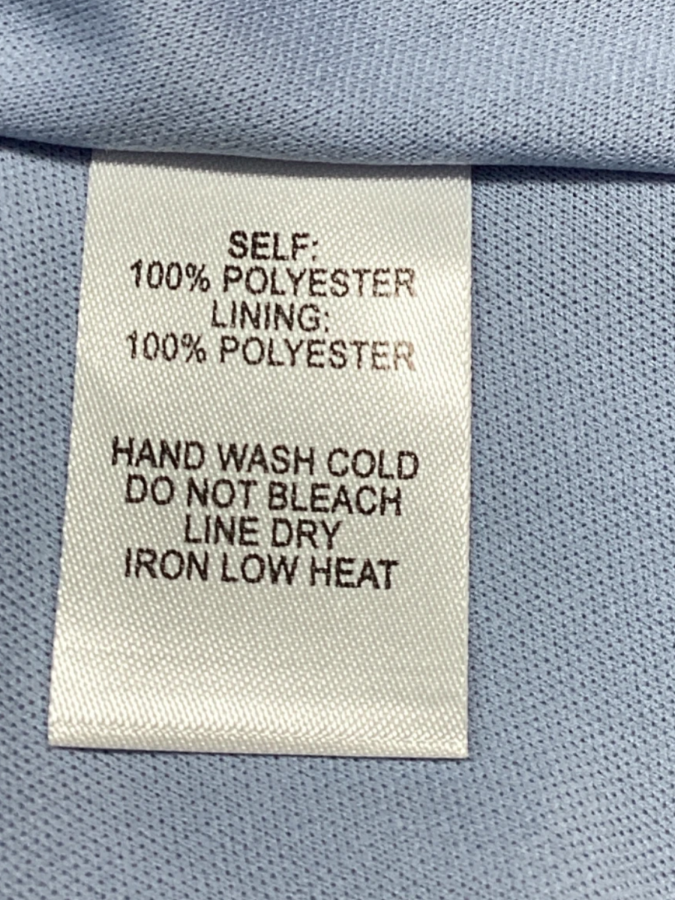 SELF:
100% POLYESTER
LINING:
100% POLYESTER
HAND WASH COLD
DO NOT BLEACH
LINE DRY
IRON LOW HEAT